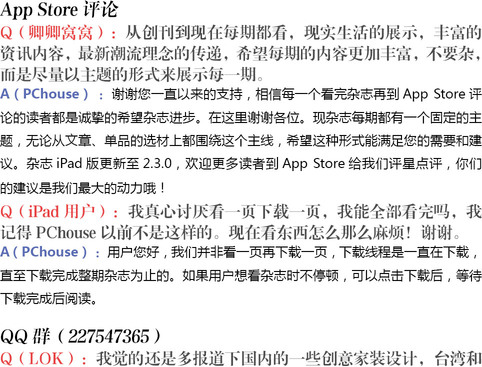 App Store 评论
Q（卿卿窝窝）：从创刊到现在每期都看，现实生活的展示，丰富的
资讯内容，最新潮流理念的传递，希望每期的内容更加丰富，不要杂，
而是尽量以主题的形式来展示每一期。
A（PChouse ）：谢谢您一直以来的支持，相信每一个看完杂志再到 App Store 评
论的读者都是诚挚的希望杂志进步。在这里谢谢各位。现杂志每期都有一个固定的主
题，无论从文章、单品的选材上都围绕这个主线，希望这种形式能满足您的需要和建
议。杂志 iPad 版更新至 2.3.0，欢迎更多读者到 App Store 给我们评星点评，你们
的建议是我们最大的动力哦！
Q（iPad 用户）：我真心讨厌看一页下载一页，我能全部看完吗，我
记得 PChouse 以前不是这样的。现在看东西怎么那么麻烦！谢谢。
A（PChouse ）：用户您好，我们并非看一页再下载一页，下载线程是一直在下载，
直至下载完成整期杂志为止的。如果用户想看杂志时不停顿，可以点击下载后，等待
下载完成后阅读。
QQ 群（227547365）
Q（LOK）：我觉的还是多报道下国内的一些创意家装设计，台湾和